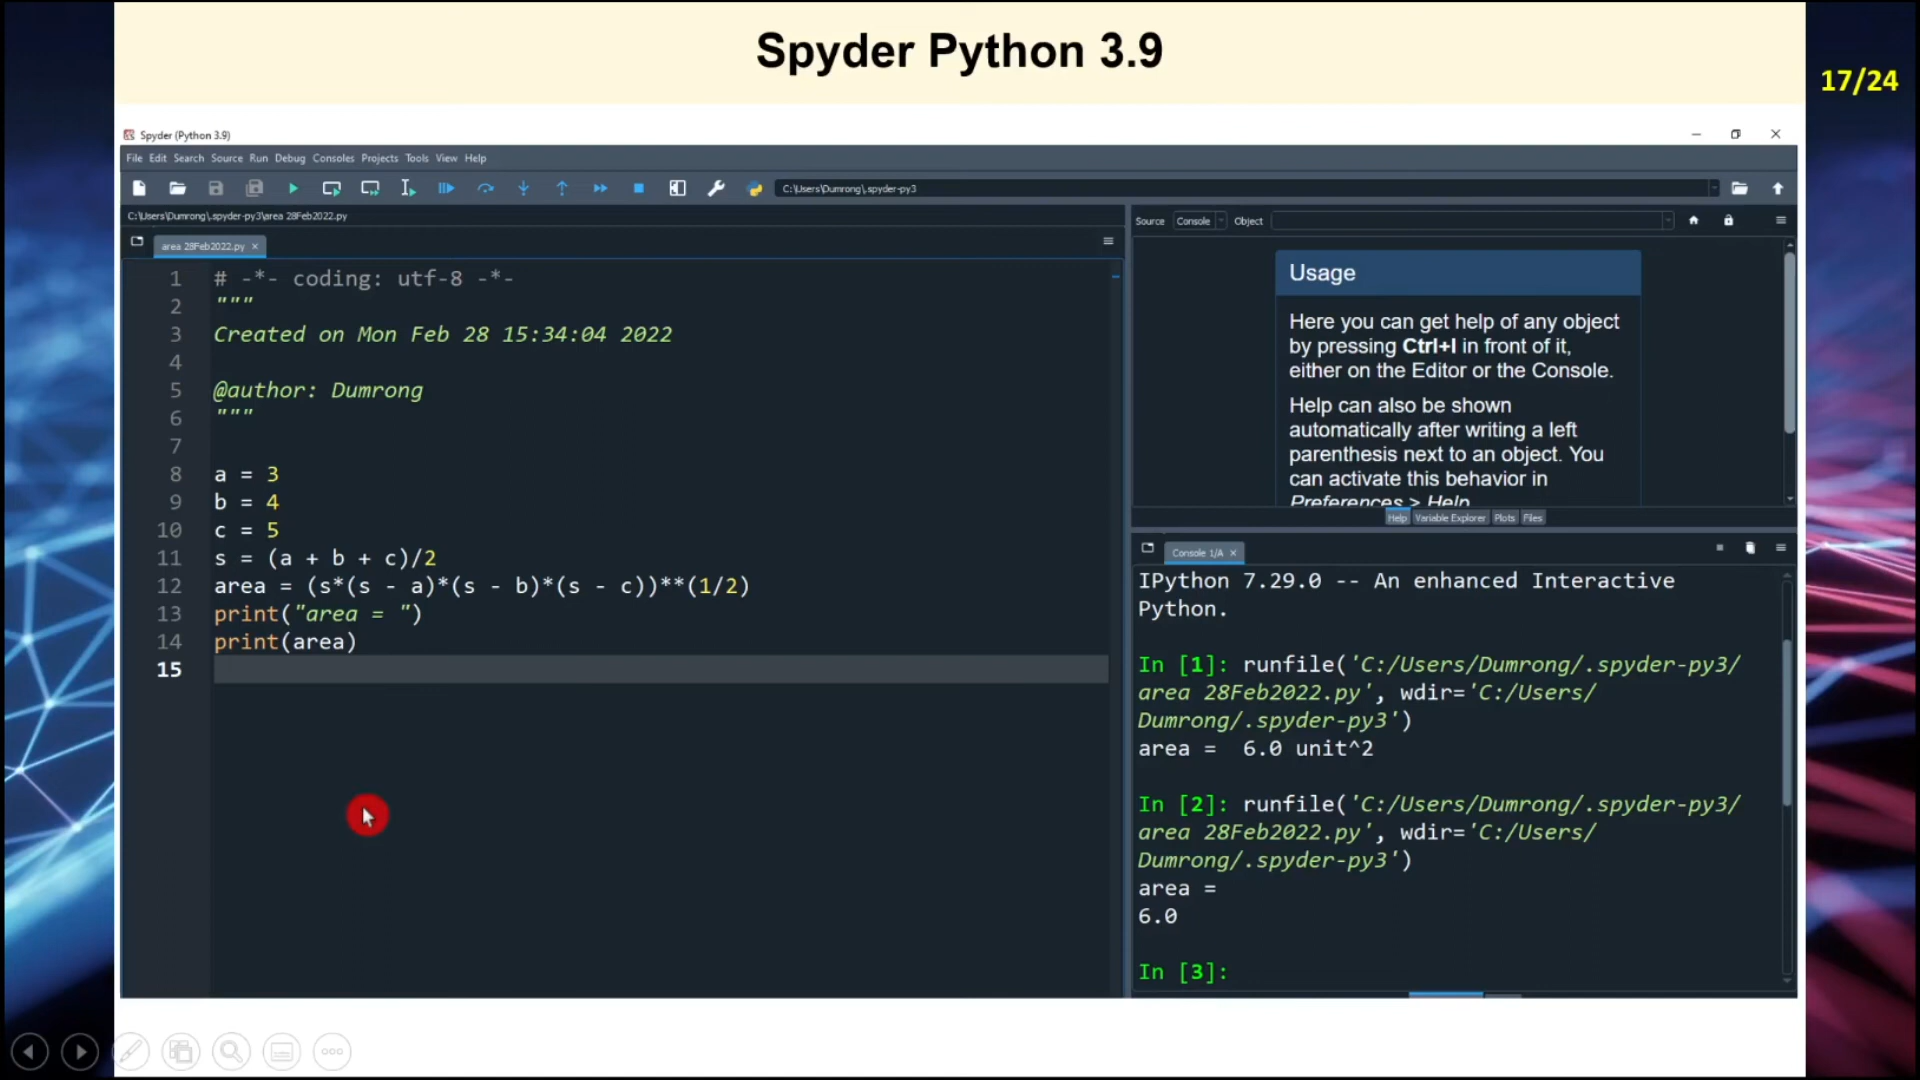 Spyder Python 3.9
17/24
Spyder (Python 3.9)
File Edit Search Source Run Debug Consoles Projects Tools View Help
C:\Users\Dumrong\.spyder-py3
C:\Users\Dumrong\.spyder-py3\area 28Feb2022.py
area 28Feb2022.py
1 # -*- coding: utf-8 -*-
2 """
3 Created on Mon Feb 28 15:34:04 2022
4
5 @author: Dumrong
6 """
7
8 a = 3
9 b = 4
10 c = 5
11 s = (a + b + c)/2
12 area = (s*(s - a)*(s - b)*(s - c))**(1/2)
13 print("area = ")
14 print(area)
15
Source Console Object
Usage
Here you can get help of any object
by pressing Ctrl+I in front of it,
either on the Editor or the Console.
Help can also be shown
automatically after writing a left
parenthesis next to an object. You
can activate this behavior in
Preferences > Help
Help Variable Explorer Plots Files
Console 1/A
IPython 7.29.0 -- An enhanced Interactive
Python.
In [1]: runfile('C:/Users/Dumrong/.spyder-py3/
area 28Feb2022.py', wdir='C:/Users/
Dumrong/.spyder-py3')
area =  6.0 unit^2
In [2]: runfile('C:/Users/Dumrong/.spyder-py3/
area 28Feb2022.py', wdir='C:/Users/
Dumrong/.spyder-py3')
area =
6.0
In [3]: